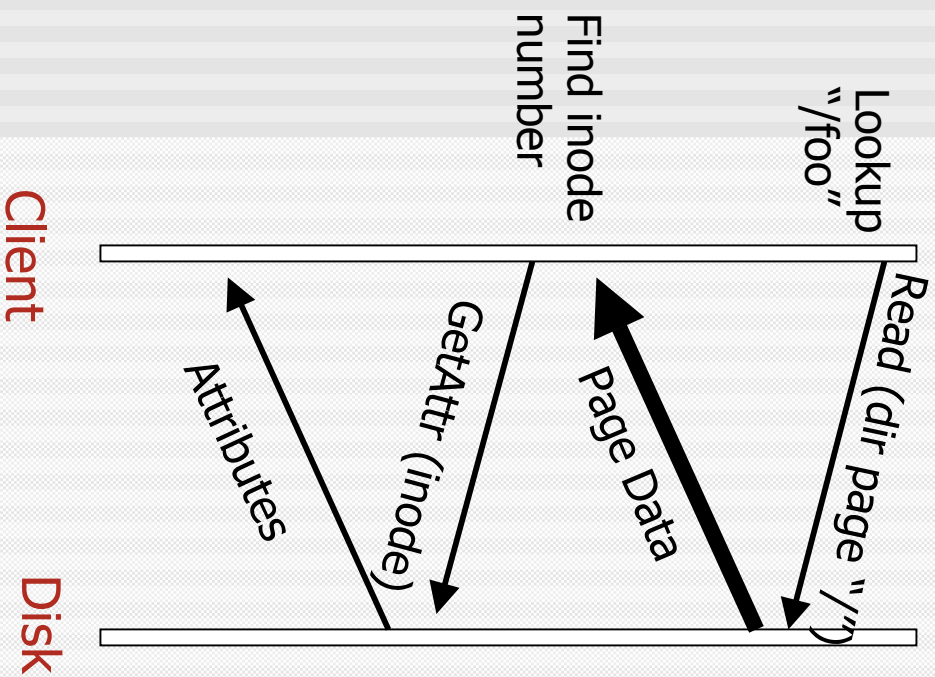 Lookup
“/foo”
Read (dir page “/”)
Page Data
Find inode
number
GetAttr (inode)
Attributes
Client
Disk